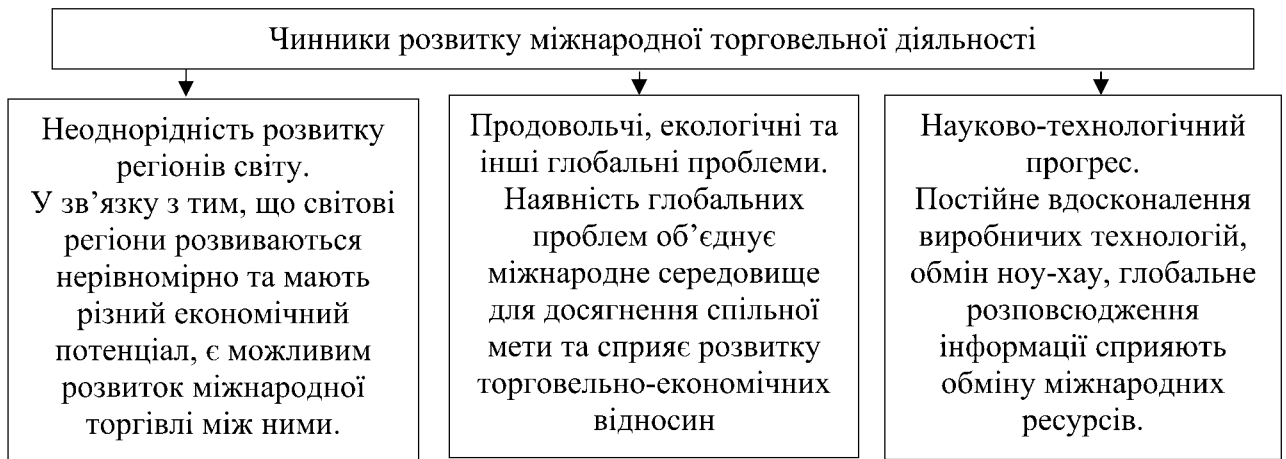 Чинники розвитку міжнародної торговельної діяльності
Неоднорідність розвитку
регіонів світу.
У зв’язку з тим, що світові
регіони розвиваються
нерівномірно та мають
різний економічний
потенціал, є можливим
розвиток міжнародної
торгівлі між ними.
Продовольчі, екологічні та
інші глобальні проблеми.
Наявність глобальних
проблем об’єднує
міжнародне середовище
для досягнення спільної
мети та сприяє розвитку
торговельно-економічних
відносин
Науково-технологічний
прогрес.
Постійне вдосконалення
виробничих технологій,
обмін ноу-хау, глобальне
розповсюдження
інформації сприяють
обміну міжнародних
ресурсів.